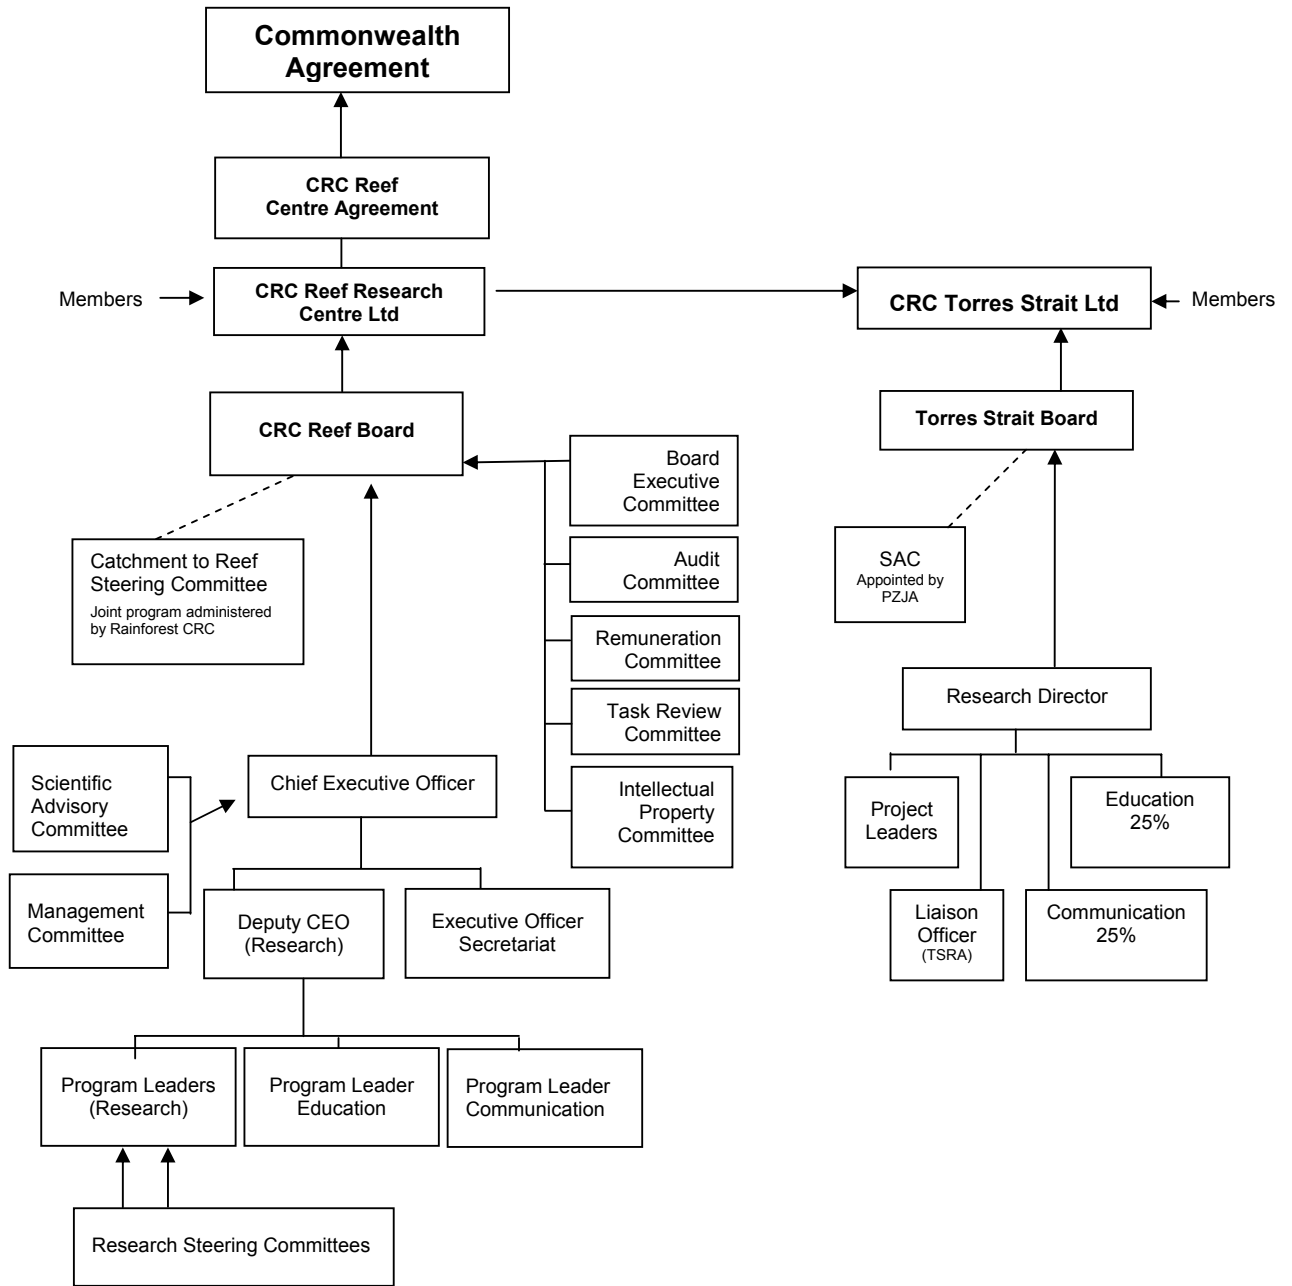 Commonwealth
Agreement
CRC Reef
Centre Agreement
Members
CRC Reef Research
Centre Ltd
CRC Torres Strait Ltd
Members
CRC Reef Board
Torres Strait Board
Board
Executive
Committee
Catchment to Reef
Steering Committee
Joint program administered
by Rainforest CRC
Audit
Committee
SAC
Appointed by
PZJA
Remuneration
Committee
Research Director
Task Review
Committee
Scientific
Advisory
Committee
Chief Executive Officer
Intellectual
Property
Committee
Project
Leaders
Education
25%
Management
Committee
Deputy CEO
(Research)
Executive Officer
Secretariat
Liaison
Officer
(TSRA)
Communication
25%
Program Leaders
(Research)
Program Leader
Education
Program Leader
Communication
Research Steering Committees